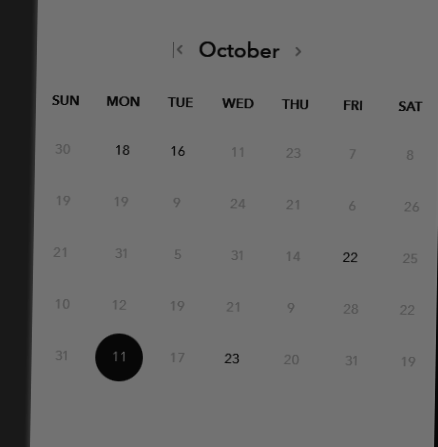 |< October >
SUN MON TUE WED THU FRI SAT
30 18 16 11 23 7 8
19 19 9 24 21 6 26
21 31 5 31 14 22 25
10 12 19 21 9 28 22
31 11 17 23 20 31 19